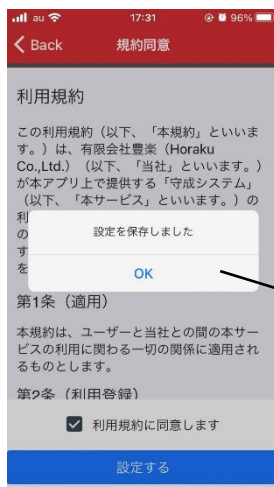 au 17:31 96%
Back 規約同意
利用規約
この利用規約（以下、「本規約」といいま
す。）は、有限会社豊楽（Horaku
Co.,Ltd.）（以下、「当社」といいます。）
が本アプリ上で提供する「守成システム」
（以下、「本サービス」といいます。）の
利
の
す
を
設定を保存しました
OK
第1条（適用）
本規約は、ユーザーと当社との間の本サー
ビスの利用に関わる一切の関係に適用され
るものとします。
第2条（利用登録）
利用規約に同意します
設定する